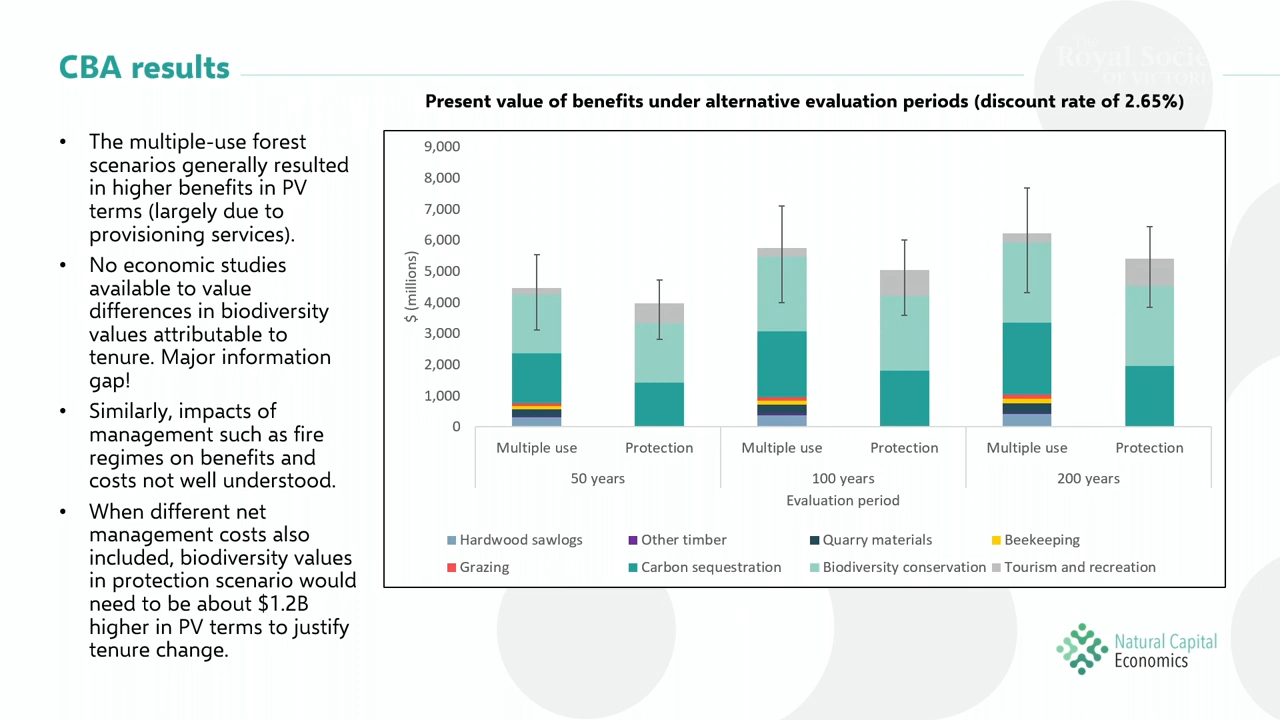 The
Royal Socie
OF VICTORI
CBA results
Present value of benefits under alternative evaluation periods (discount rate of 2.65%)
• The multiple-use forest
scenarios generally resulted
in higher benefits in PV
terms (largely due to
provisioning services).
• No economic studies
available to value
differences in biodiversity
values attributable to
tenure. Major information
gap!
• Similarly, impacts of
management such as fire
regimes on benefits and
costs not well understood.
• When different net
management costs also
included, biodiversity values
in protection scenario would
need to be about $1.2B
higher in PV terms to justify
tenure change.
$ (millions)
9,000
8,000
7,000
6,000
5,000
4,000
3,000
2,000
1,000
0
Multiple use Protection Multiple use Protection Multiple use Protection
50 years 100 years 200 years
Evaluation period
Hardwood sawlogs Other timber Quarry materials Beekeeping
Grazing Carbon sequestration Biodiversity conservation Tourism and recreation
Natural Capital
Economics